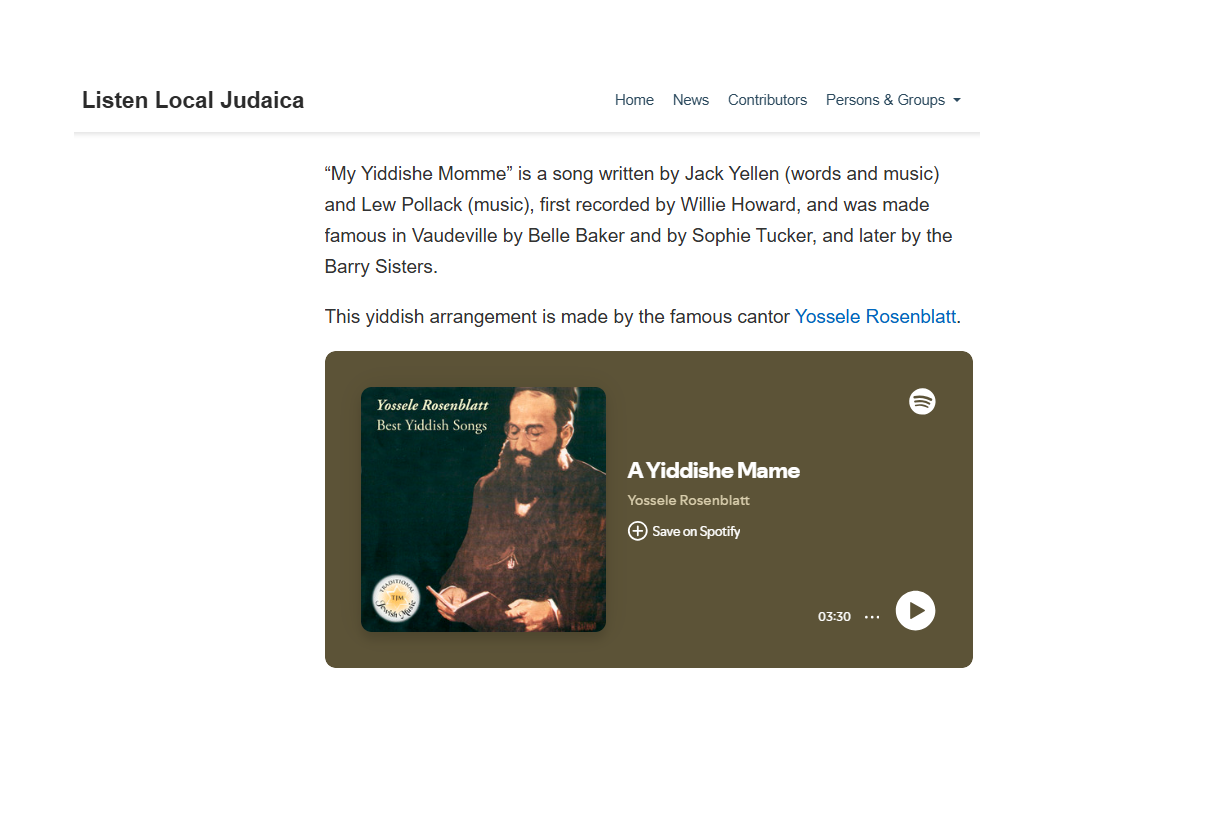 Listen Local Judaica
Home News Contributors Persons & Groups
“My Yiddishe Momme” is a song written by Jack Yellen (words and music)
and Lew Pollack (music), first recorded by Willie Howard, and was made
famous in Vaudeville by Belle Baker and by Sophie Tucker, and later by the
Barry Sisters.
This yiddish arrangement is made by the famous cantor Yossele Rosenblatt.
Yossele Rosenblatt
Best Yiddish Songs
TRADITIONAL
TJM
Jewish Music
A Yiddishe Mame
Yossele Rosenblatt
Save on Spotify
03:30